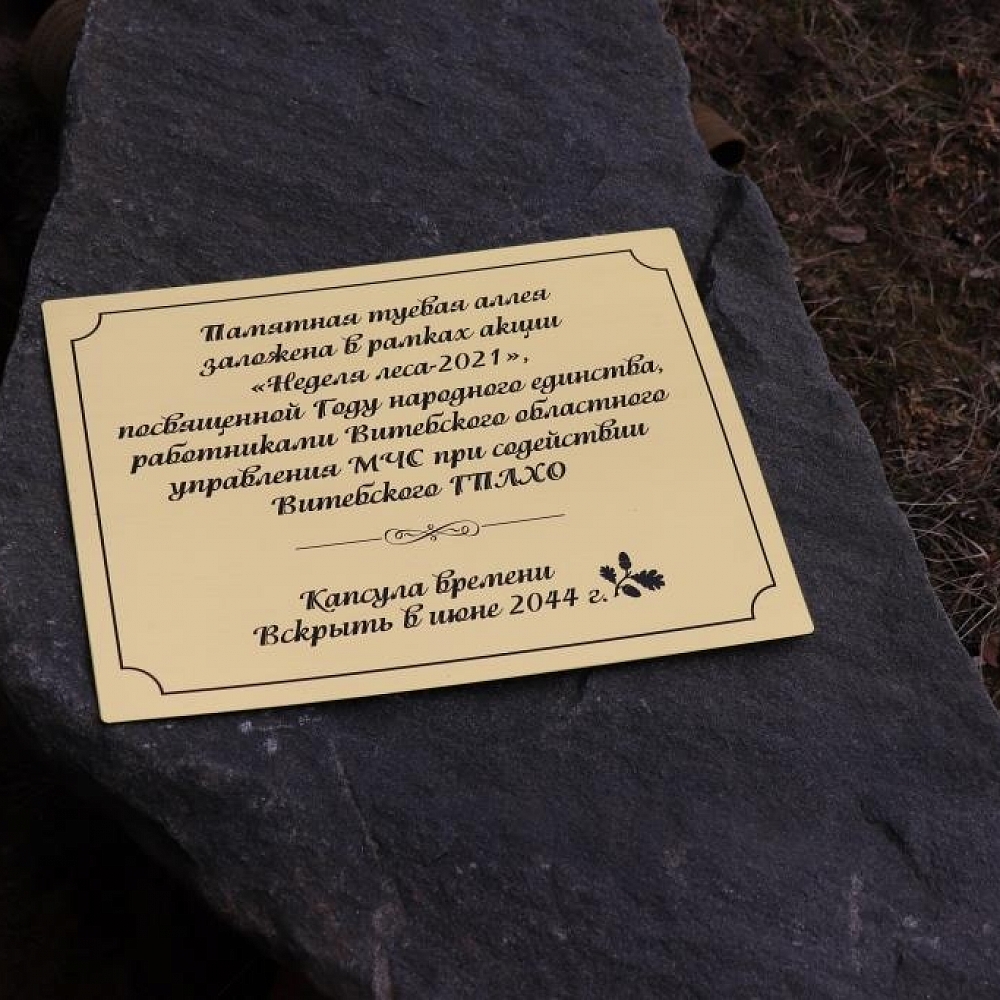 Памятная туевая аллея
заложена в рамках акции
«Неделя леса-2021»,
посвященной Году народного единства,
работниками Витебского областного
управления МЧС при содействии
Витебского ГПЛХО
Капсула времени
Вскрыть в июне 2044 г.